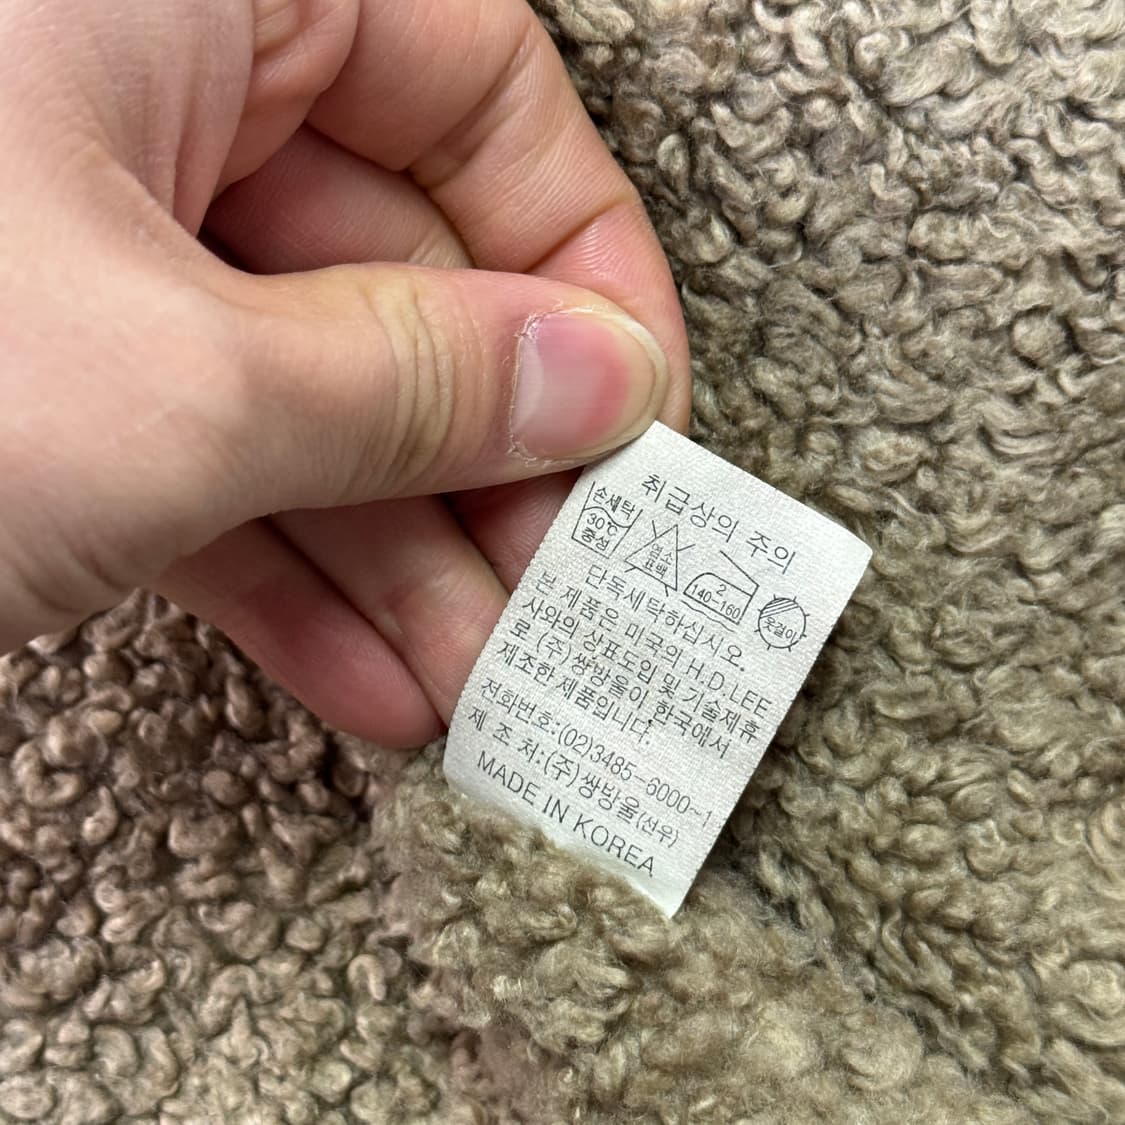 취급상의 주의
손세탁
30℃
중성
염소
표백
2
140~160
옷걸이
단독세탁하십시오.
본 제품은 미국의 H.D.LEE
사와의 상표도입 및 기술제휴
로 (주)쌍방울이 한국에서
제조한 제품입니다.
전화번호:(02)3485-6000~1
제 조 처:(주)쌍방울(선우)
MADE IN KOREA